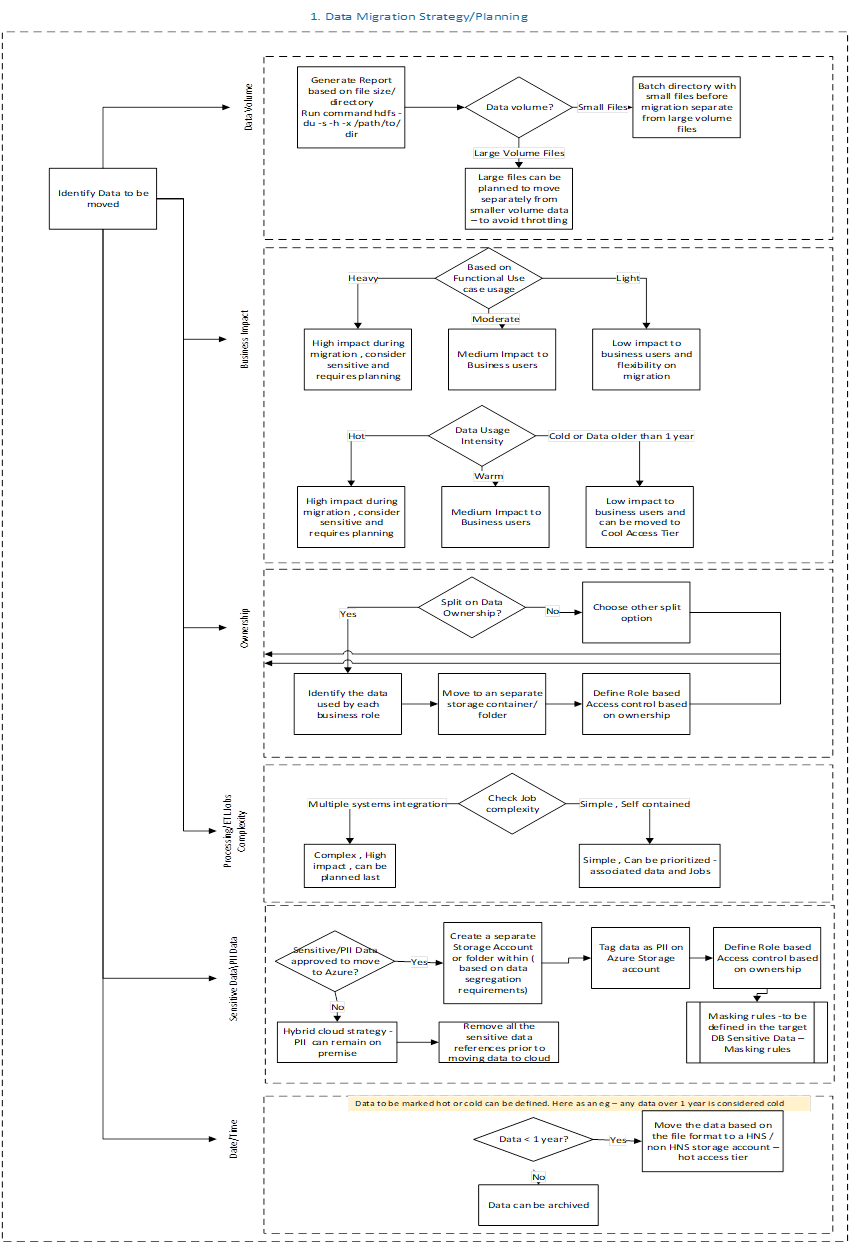 1. Data Migration Strategy/Planning
Identify Data to be
moved
Data Volume
Generate Report
based on file size/
directory
Run command hdfs -
du -s -h -x /path/to/
dir
Data volume?
Small Files
Batch directory with
small files before
migration separate
from large volume
files
Large Volume Files
Large files can be
planned to move
separately from
smaller volume data
– to avoid throttling
Business Impact
Based on
Functional Use
case usage
Heavy
Moderate
Light
High impact during
migration , consider
sensitive and
requires planning
Medium Impact to
Business users
Low impact to
business users and
flexibility on
migration
Data Usage
Intensity
Hot
Warm
Cold or Data older than 1 year
High impact during
migration , consider
sensitive and
requires planning
Medium Impact to
Business users
Low impact to
business users and
can be moved to
Cool Access Tier
Ownership
Split on Data
Ownership?
Yes
No
Choose other split
option
Identify the data
used by each
business role
Move to an separate
storage container/
folder
Define Role based
Access control based
on ownership
Processing/ETL Jobs
Complexity
Check Job
complexity
Multiple systems integration
Simple , Self contained
Complex , High
impact , can be
planned last
Simple , Can be prioritized -
associated data and Jobs
Sensitive Data\PII Data
Sensitive/PII Data
approved to move
to Azure?
Yes
Create a separate
Storage Account
or folder within (
based on data
segregation
requirements)
Tag data as PII on
Azure Storage
account
Define Role based
Access control based
on ownership
No
Hybrid cloud strategy -
PII can remain on
premise
Remove all the
sensitive data
references prior to
moving data to cloud
Masking rules -to be
defined in the target
DB Sensitive Data –
Masking rules
Date/Time
Data to be marked hot or cold can be defined. Here as an eg – any data over 1 year is considered cold
Data < 1 year?
Yes
Move the data based on
the file format to a HNS /
non HNS storage account –
hot access tier
No
Data can be archived